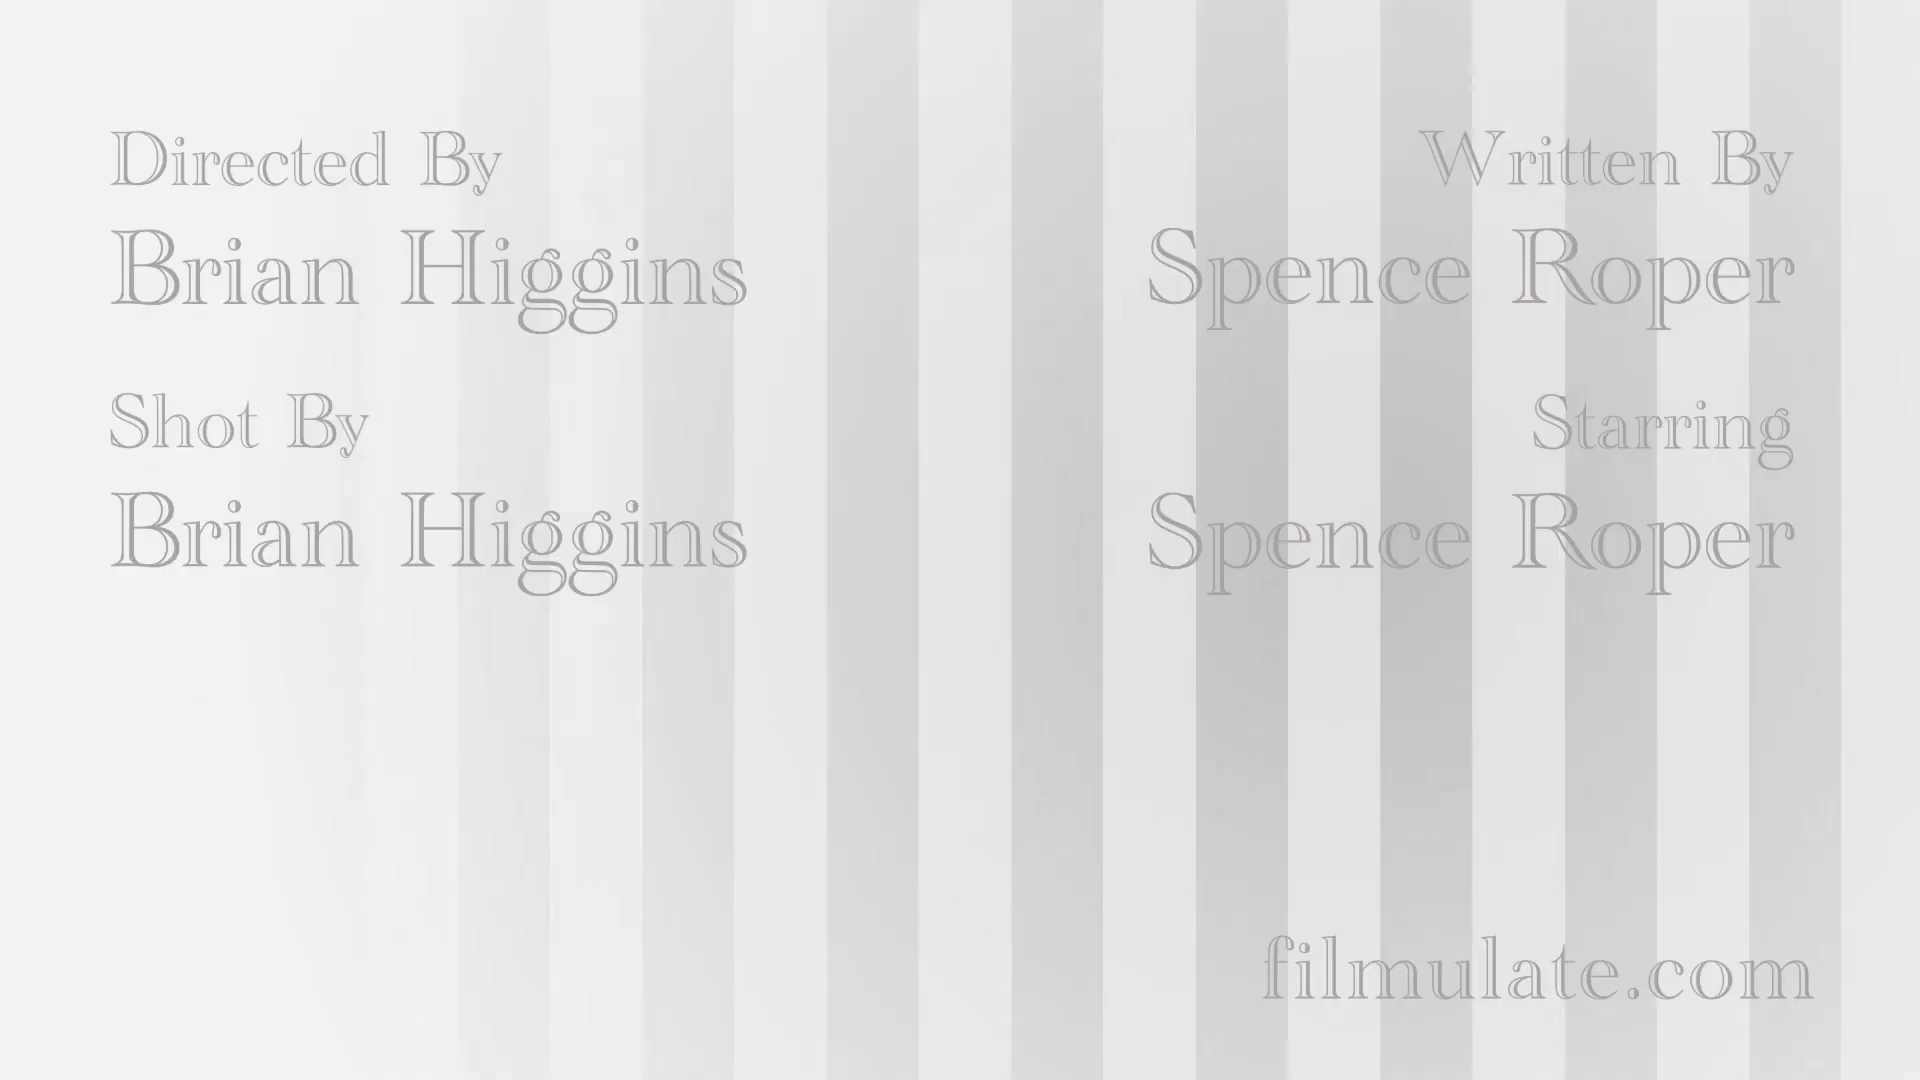 Directed By
Brian Higgins
Shot By
Brian Higgins
Written By
Spence Roper
Starring
Spence Roper
filmulate.com